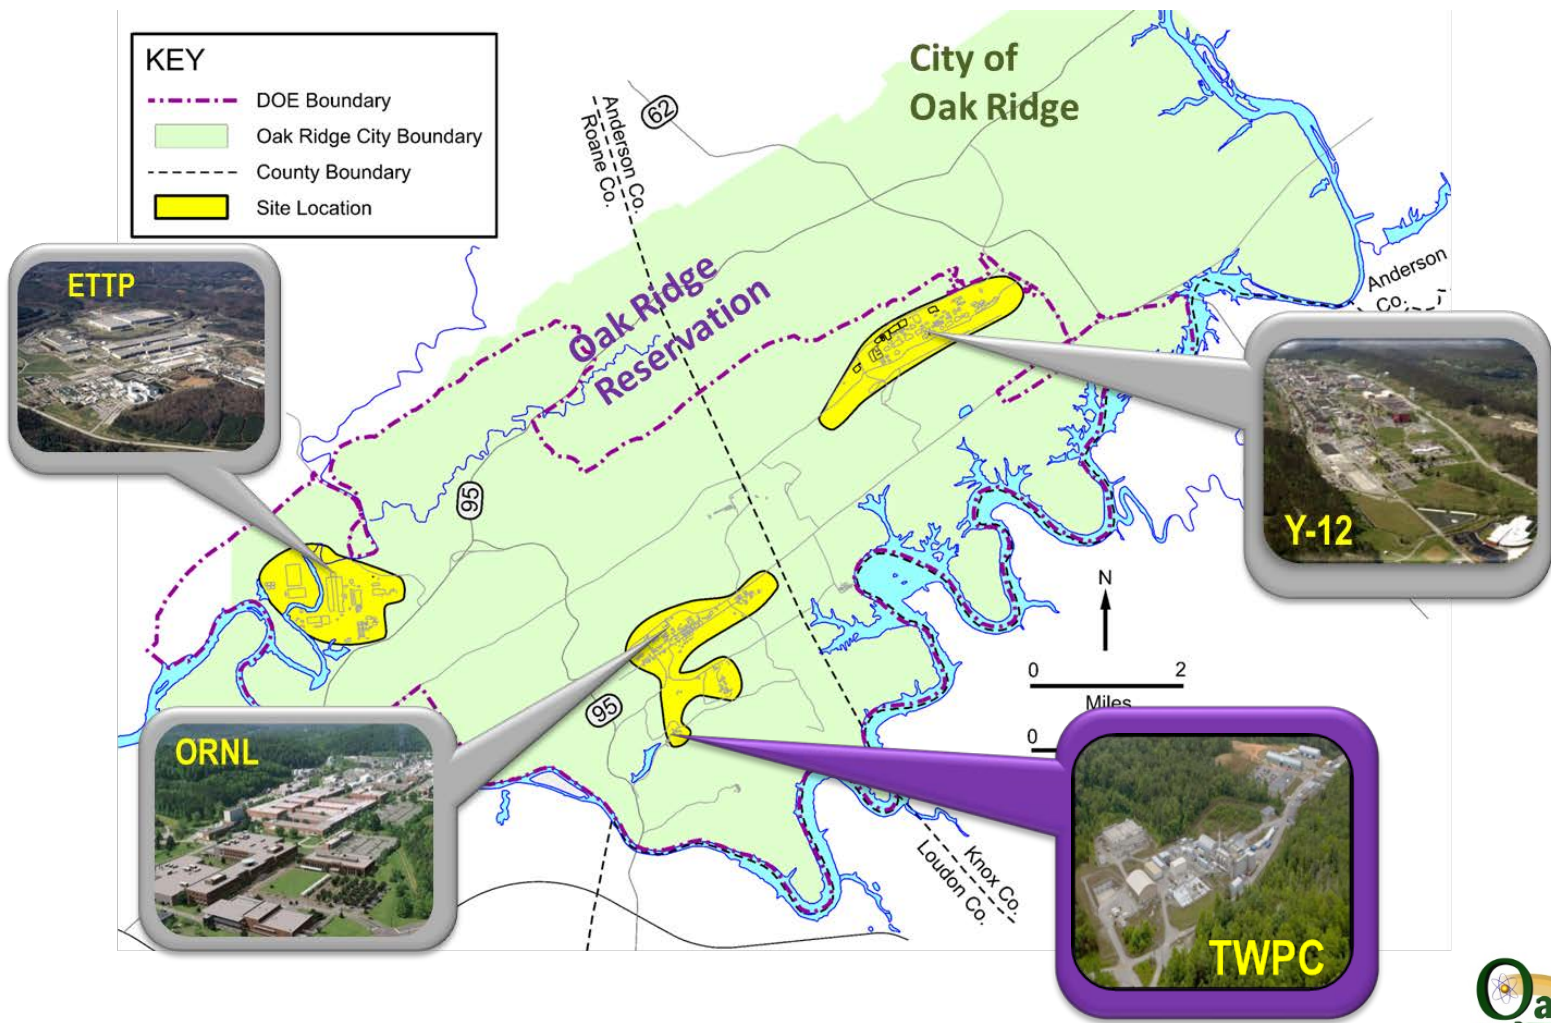 KEY
DOE Boundary
Oak Ridge City Boundary
County Boundary
Site Location
City of
Oak Ridge
62
Anderson Co.
Roane Co.
Oak Ridge
Reservation
ETTP
Anderson
Co.
Y-12
95
N
0 2
Miles
0
95
ORNL
Knox Co.
Loudon Co.
TWPC
Oa